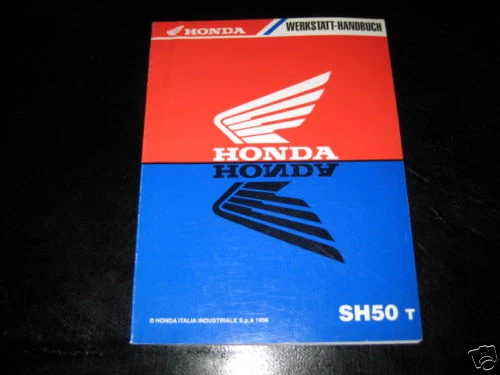 HONDA WERKSTATT-HANDBUCH
HONDA
HONDA
© HONDA ITALIA INDUSTRIALE S.p.A 1996
SH50 T